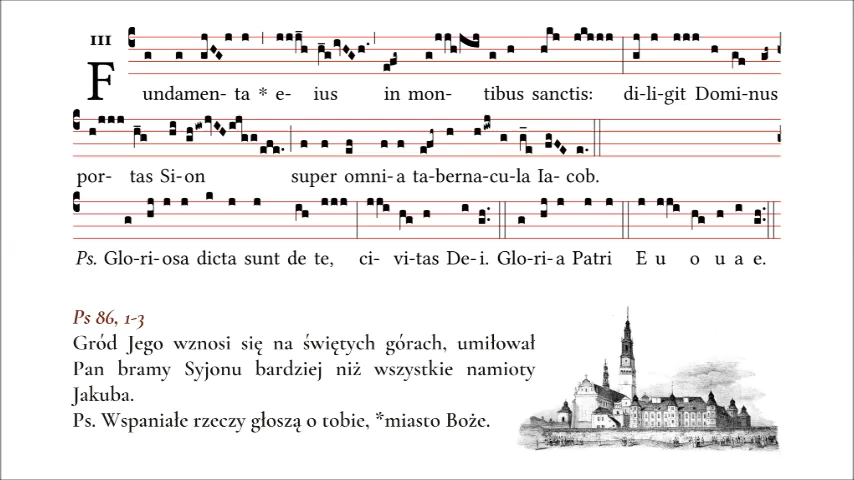 III
Fundamen- ta * e- ius in mon- tibus sanctis: di-li-git Domi-nus
por- tas Si-on super omni-a ta-berna-cu-la Ia- cob.
Ps. Glo-ri-osa dicta sunt de te, ci- vi-tas De-i. Glo-ri-a Patri E u o u a e.
Ps 86, 1-3
Gród Jego wznosi się na świętych górach, umiłował
Pan bramy Syjonu bardziej niż wszystkie namioty
Jakuba.
Ps. Wspaniałe rzeczy głoszą o tobie, *miasto Boże.